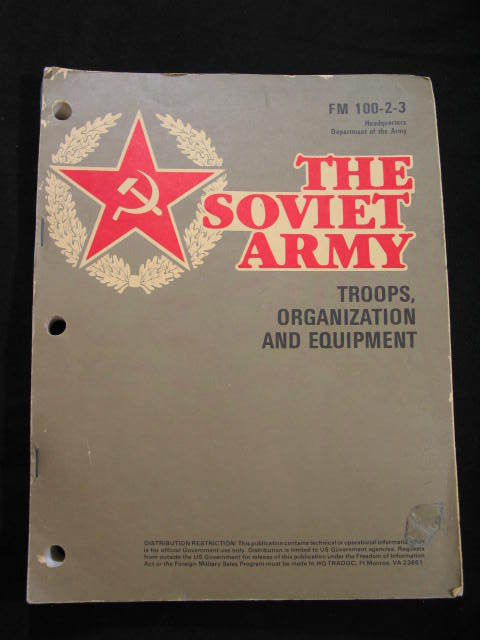 FM 100-2-3
Headquarters
Department of the Army
THE
SOVIET
ARMY
TROOPS,
ORGANIZATION
AND EQUIPMENT
DISTRIBUTION RESTRICTION: This publication contains technical or operational information that
is for official Government use only. Distribution is limited to US Government agencies. Requests
from outside the US Government for release of this publication under the Freedom of Information
Act or the Foreign Military Sales Program must be made to HQ TRADOC, Ft Monroe, VA 23651.